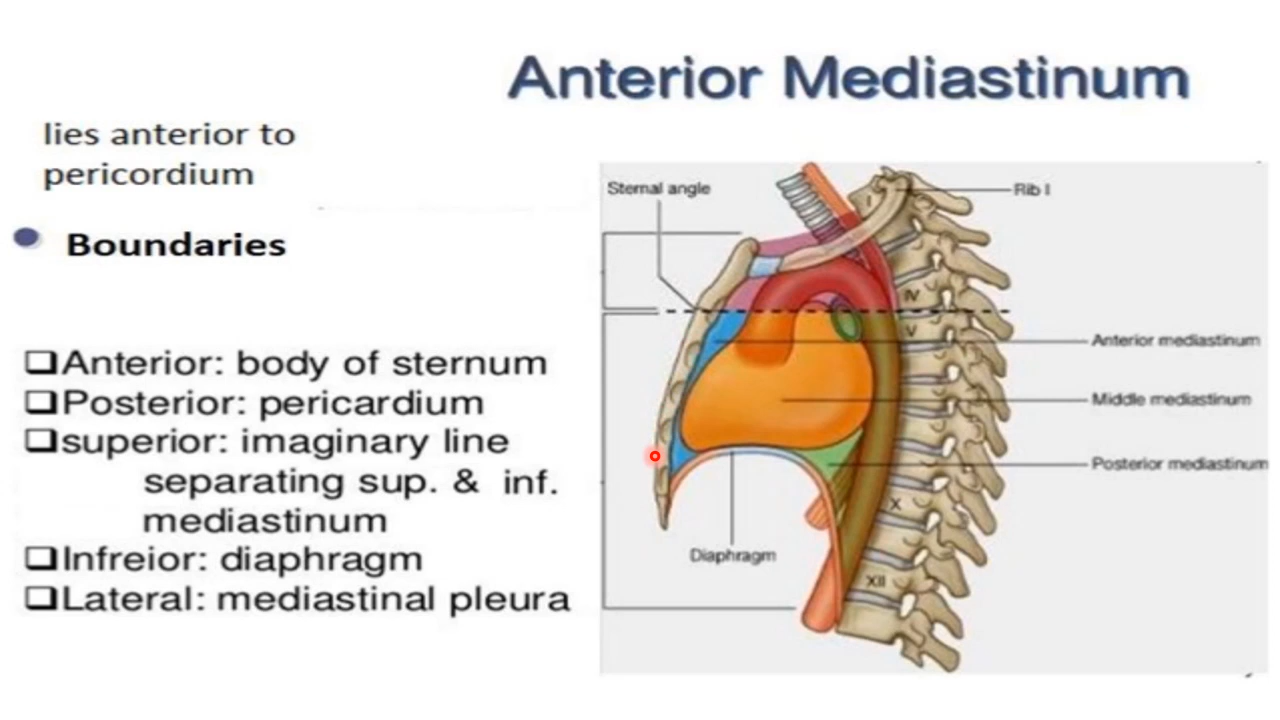 Anterior Mediastinum
lies anterior to
pericordium
Boundaries
Anterior: body of sternum
Posterior: pericardium
superior: imaginary line
separating sup. & inf.
mediastinum
Infreior: diaphragm
Lateral: mediastinal pleura
Sternal angle
Rib I
I
IV
V
Anterior mediastinum
Middle mediastinum
Posterior mediastinum
X
Diaphragm
XII